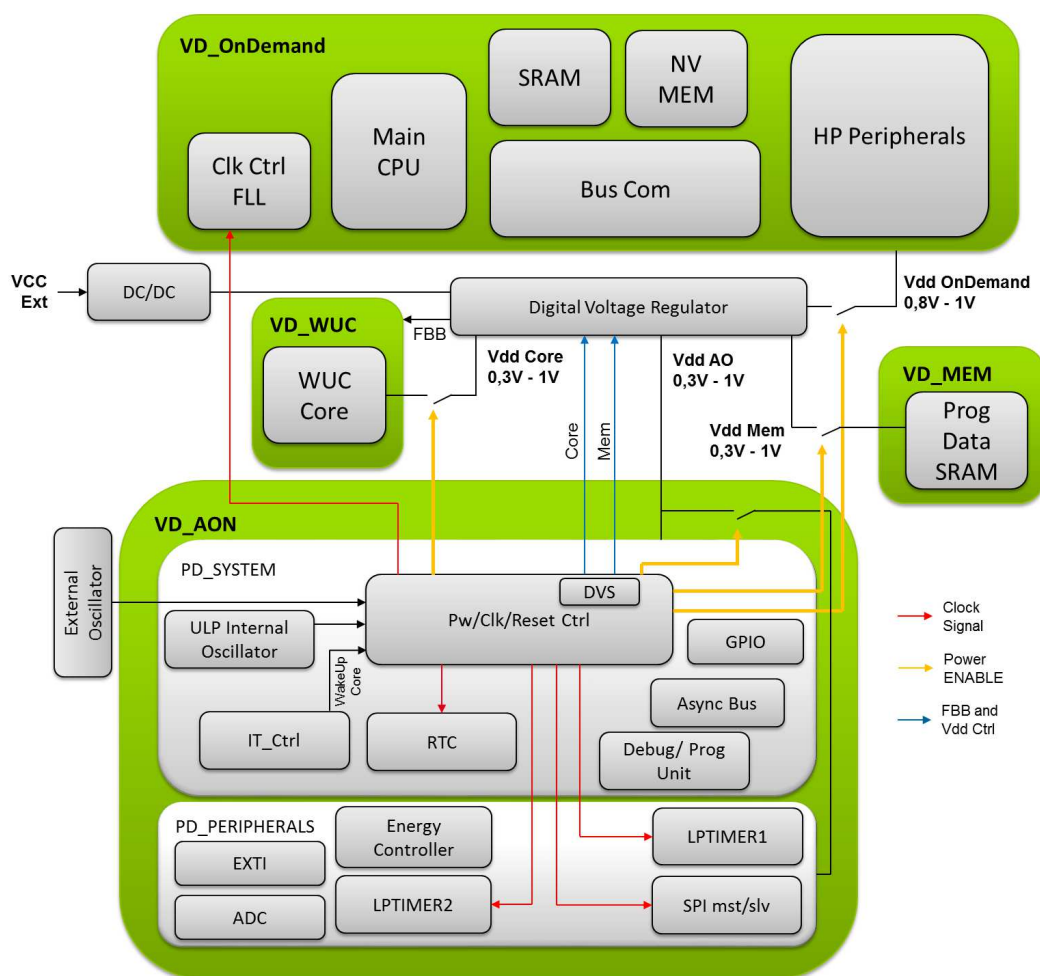 VD_OnDemand
SRAM
NV
MEM
Main
CPU
HP Peripherals
Clk Ctrl
FLL
Bus Com
VCC
Ext
DC/DC
Digital Voltage Regulator
Vdd OnDemand
0,8V - 1V
VD_WUC
FBB
WUC
Core
Vdd Core
0,3V - 1V
Vdd AO
0,3V - 1V
Core
Mem
Vdd Mem
0,3V - 1V
VD_MEM
Prog
Data
SRAM
VD_AON
External
Oscillator
PD_SYSTEM
DVS
Pw/Clk/Reset Ctrl
ULP Internal
Oscillator
WakeUp
Core
GPIO
IT_Ctrl
RTC
Async Bus
Debug/ Prog
Unit
Clock
Signal
Power
ENABLE
FBB and
Vdd Ctrl
PD_PERIPHERALS
EXTI
ADC
Energy
Controller
LPTIMER2
LPTIMER1
SPI mst/slv